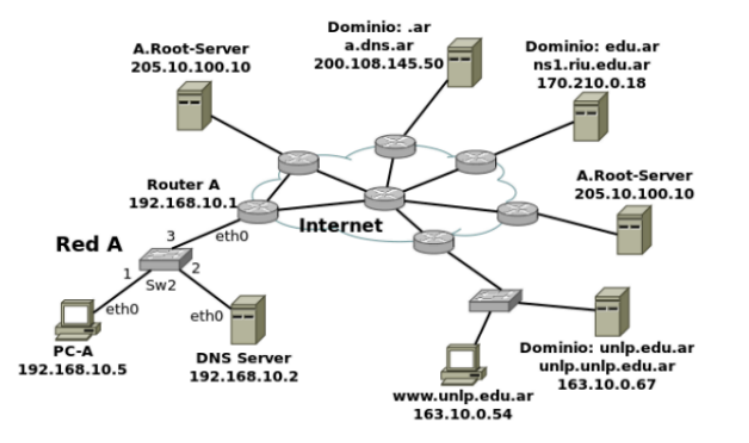 Dominio: .ar
a.dns.ar
200.108.145.50
A.Root-Server
205.10.100.10
Dominio: edu.ar
ns1.riu.edu.ar
170.210.0.18
Router A
192.168.10.1
A.Root-Server
205.10.100.10
Internet
Red A
3
eth0
1
2
Sw2
eth0
eth0
PC-A
192.168.10.5
DNS Server
192.168.10.2
Dominio: unlp.edu.ar
unlp.unlp.edu.ar
163.10.0.67
www.unlp.edu.ar
163.10.0.54